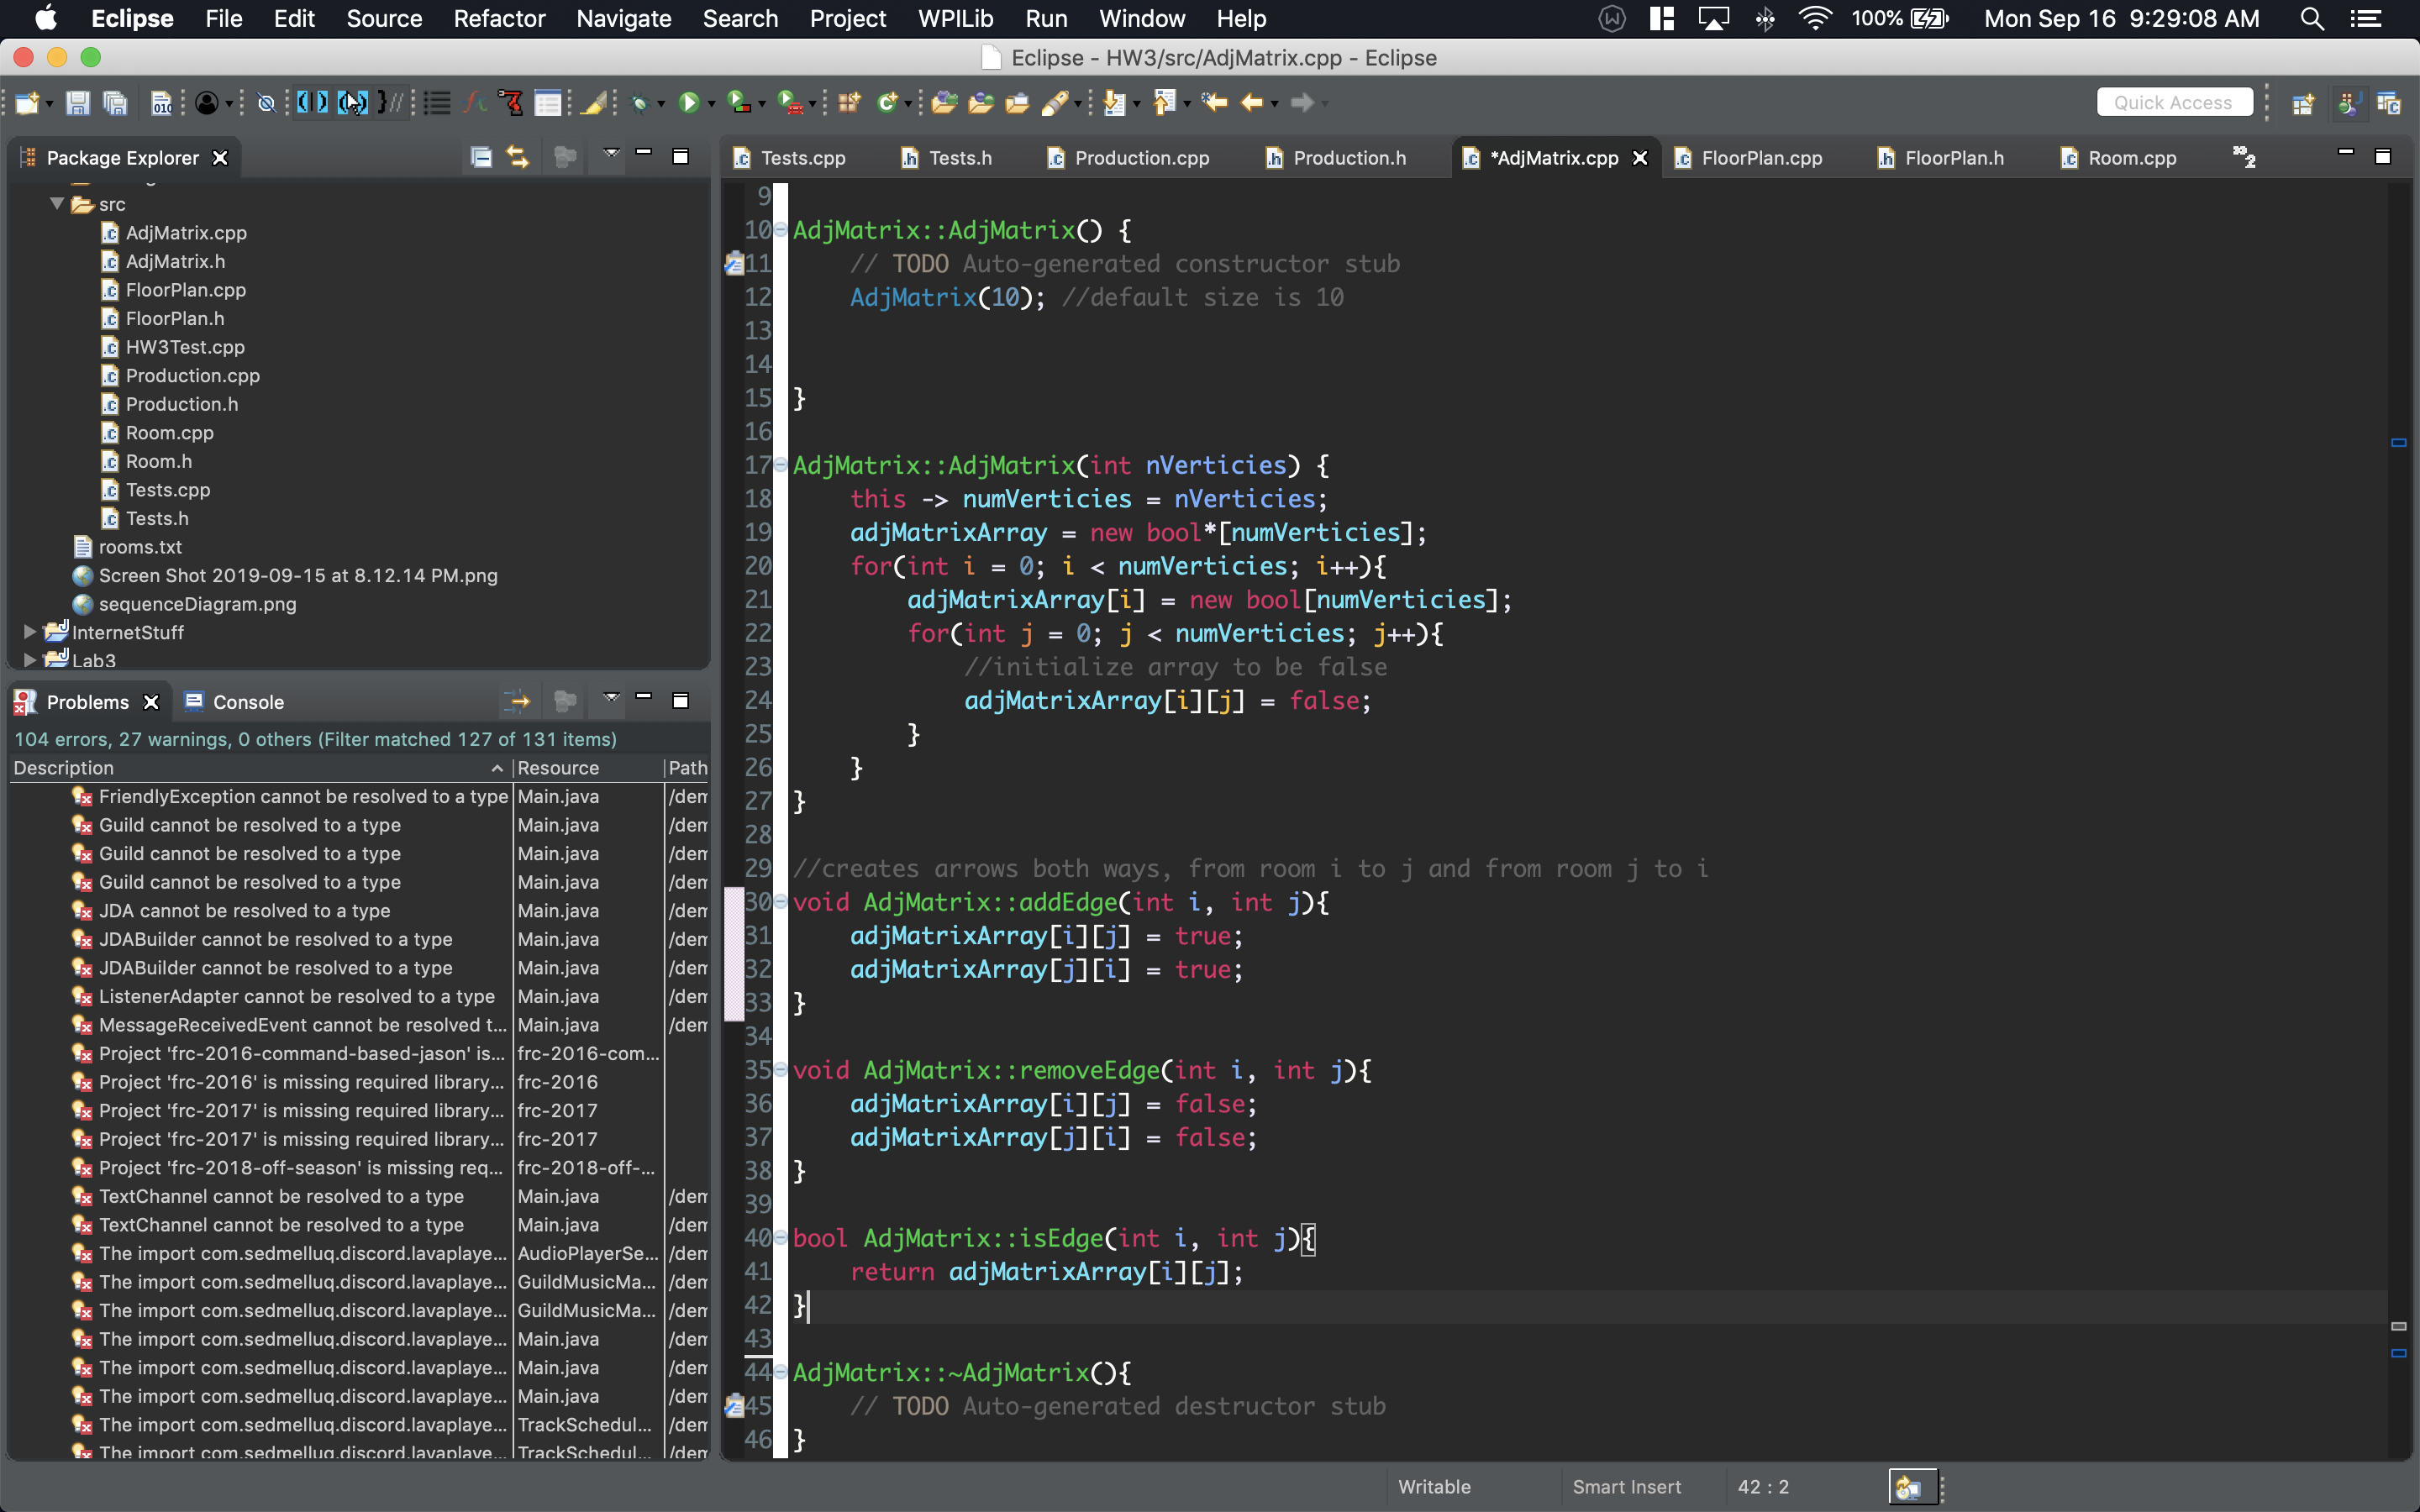 Eclipse File Edit Source Refactor Navigate Search Project WPILib Run Window Help 100% Mon Sep 16 9:29:08 AM
Eclipse - HW3/src/AdjMatrix.cpp - Eclipse
Quick Access
Package Explorer
src
AdjMatrix.cpp
AdjMatrix.h
FloorPlan.cpp
FloorPlan.h
HW3Test.cpp
Production.cpp
Production.h
Room.cpp
Room.h
Tests.cpp
Tests.h
rooms.txt
Screen Shot 2019-09-15 at 8.12.14 PM.png
sequenceDiagram.png
InternetStuff
Lab3
Problems Console
104 errors, 27 warnings, 0 others (Filter matched 127 of 131 items)
Description Resource Path
FriendlyException cannot be resolved to a type Main.java /dem
Guild cannot be resolved to a type Main.java /dem
Guild cannot be resolved to a type Main.java /dem
Guild cannot be resolved to a type Main.java /dem
JDA cannot be resolved to a type Main.java /dem
JDABuilder cannot be resolved to a type Main.java /dem
JDABuilder cannot be resolved to a type Main.java /dem
ListenerAdapter cannot be resolved to a type Main.java /dem
MessageReceivedEvent cannot be resolved t... Main.java /dem
Project 'frc-2016-command-based-jason' is... frc-2016-com...
Project 'frc-2016' is missing required library... frc-2016
Project 'frc-2017' is missing required library... frc-2017
Project 'frc-2017' is missing required library... frc-2017
Project 'frc-2018-off-season' is missing req... frc-2018-off-...
TextChannel cannot be resolved to a type Main.java /dem
TextChannel cannot be resolved to a type Main.java /dem
The import com.sedmelluq.discord.lavaplaye... AudioPlayerSe... /dem
The import com.sedmelluq.discord.lavaplaye... GuildMusicMa... /dem
The import com.sedmelluq.discord.lavaplaye... GuildMusicMa... /dem
The import com.sedmelluq.discord.lavaplaye... Main.java /dem
The import com.sedmelluq.discord.lavaplaye... Main.java /dem
The import com.sedmelluq.discord.lavaplaye... Main.java /dem
The import com.sedmelluq.discord.lavaplaye... TrackSchedul... /dem
The import com.sedmelluq.discord.lavaplaye... TrackSchedul... /dem
Tests.cpp Tests.h Production.cpp Production.h *AdjMatrix.cpp FloorPlan.cpp FloorPlan.h Room.cpp »2
9
10 AdjMatrix::AdjMatrix() {
11 // TODO Auto-generated constructor stub
12 AdjMatrix(10); //default size is 10
13
14
15 }
16
17 AdjMatrix::AdjMatrix(int nVerticies) {
18 this -> numVerticies = nVerticies;
19 adjMatrixArray = new bool*[numVerticies];
20 for(int i = 0; i < numVerticies; i++){
21 adjMatrixArray[i] = new bool[numVerticies];
22 for(int j = 0; j < numVerticies; j++){
23 //initialize array to be false
24 adjMatrixArray[i][j] = false;
25 }
26 }
27 }
28
29 //creates arrows both ways, from room i to j and from room j to i
30 void AdjMatrix::addEdge(int i, int j){
31 adjMatrixArray[i][j] = true;
32 adjMatrixArray[j][i] = true;
33 }
34
35 void AdjMatrix::removeEdge(int i, int j){
36 adjMatrixArray[i][j] = false;
37 adjMatrixArray[j][i] = false;
38 }
39
40 bool AdjMatrix::isEdge(int i, int j){
41 return adjMatrixArray[i][j];
42 }
43
44 AdjMatrix::~AdjMatrix(){
45 // TODO Auto-generated destructor stub
46 }
Writable Smart Insert 42 : 2